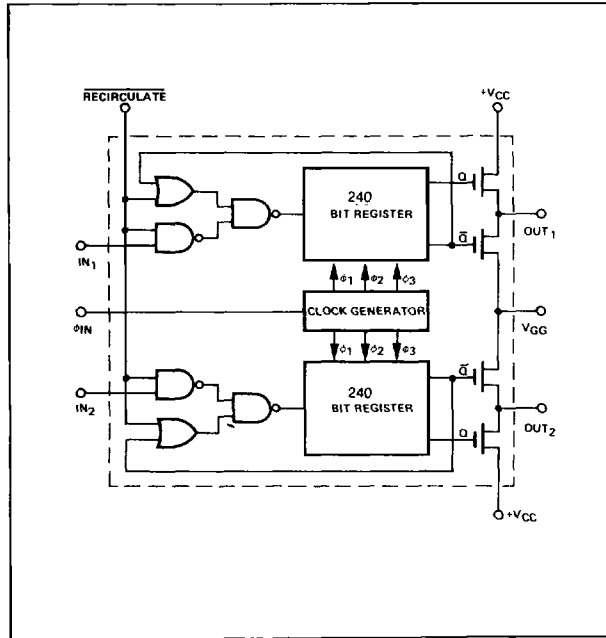 RECIRCULATE
+VCC
Q
240
BIT REGISTER
Q̄
OUT1
IN1
ϕ1 ϕ2 ϕ3
ϕIN
CLOCK GENERATOR
VGG
ϕ1 ϕ2 ϕ3
IN2
240
BIT REGISTER
Q̄
Q
OUT2
+VCC